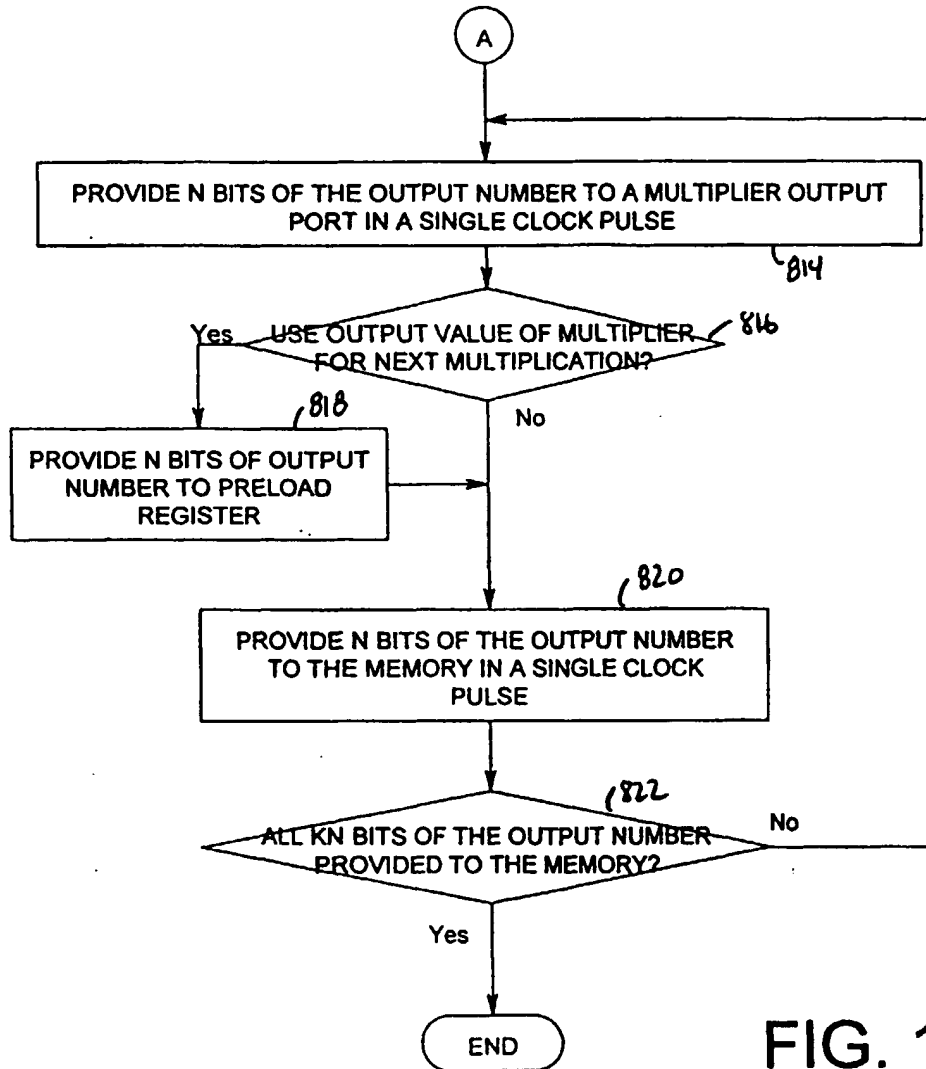 A
PROVIDE N BITS OF THE OUTPUT NUMBER TO A MULTIPLIER OUTPUT
PORT IN A SINGLE CLOCK PULSE
814
USE OUTPUT VALUE OF MULTIPLIER
FOR NEXT MULTIPLICATION?
816
Yes
No
818
PROVIDE N BITS OF OUTPUT
NUMBER TO PRELOAD
REGISTER
820
PROVIDE N BITS OF THE OUTPUT NUMBER
TO THE MEMORY IN A SINGLE CLOCK
PULSE
822
ALL KN BITS OF THE OUTPUT NUMBER
PROVIDED TO THE MEMORY?
No
Yes
END
FIG. 1